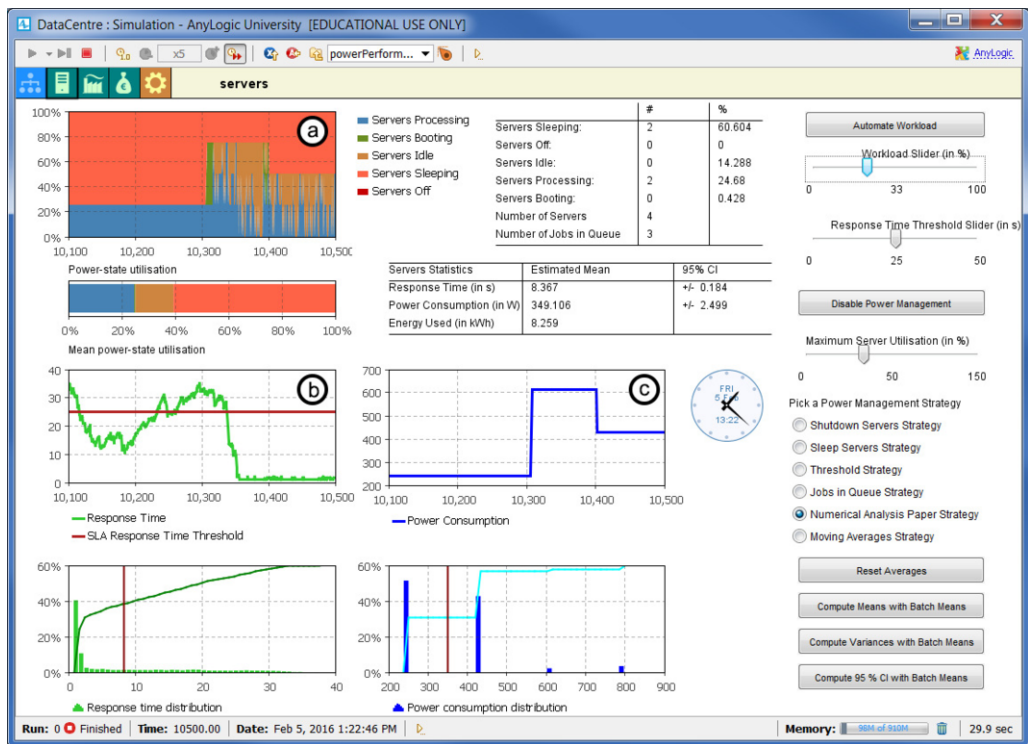 DataCentre : Simulation - AnyLogic University [EDUCATIONAL USE ONLY]
x5 powerPerform... AnyLogic
servers
100%
80%
60%
40%
20%
0%
10,100 10,200 10,300 10,400 10,500
a
Power-state utilisation
Servers Processing
Servers Booting
Servers Idle
Servers Sleeping
Servers Off
# %
Servers Sleeping: 2 60.604
Servers Off: 0 0
Servers Idle: 0 14.288
Servers Processing: 2 24.68
Servers Booting: 0 0.428
Number of Servers 4
Number of Jobs in Queue 3
0% 20% 40% 60% 80% 100%
Mean power-state utilisation
Servers Statistics Estimated Mean 95% CI
Response Time (in s) 8.367 +/- 0.184
Power Consumption (in W) 349.106 +/- 2.499
Energy Used (in kWh) 8.259
40
30
20
10
0
10,100 10,200 10,300 10,400 10,500
b
Response Time
SLA Response Time Threshold
700
600
500
400
300
200
10,100 10,200 10,300 10,400 10,500
c
Power Consumption
FRI
5 Feb
13:22
60%
40%
20%
0%
0 10 20 30 40
Response time distribution
60%
40%
20%
0%
200 300 400 500 600 700 800 900
Power consumption distribution
Automate Workload
Workload Slider (in %)
0 33 100
Response Time Threshold Slider (in s)
0 25 50
Disable Power Management
Maximum Server Utilisation (in %)
0 50 150
Pick a Power Management Strategy
Shutdown Servers Strategy
Sleep Servers Strategy
Threshold Strategy
Jobs in Queue Strategy
Numerical Analysis Paper Strategy
Moving Averages Strategy
Reset Averages
Compute Means with Batch Means
Compute Variances with Batch Means
Compute 95 % CI with Batch Means
Run: 0 Finished Time: 10500.00 Date: Feb 5, 2016 1:22:46 PM Memory: 98M of 910M 29.9 sec